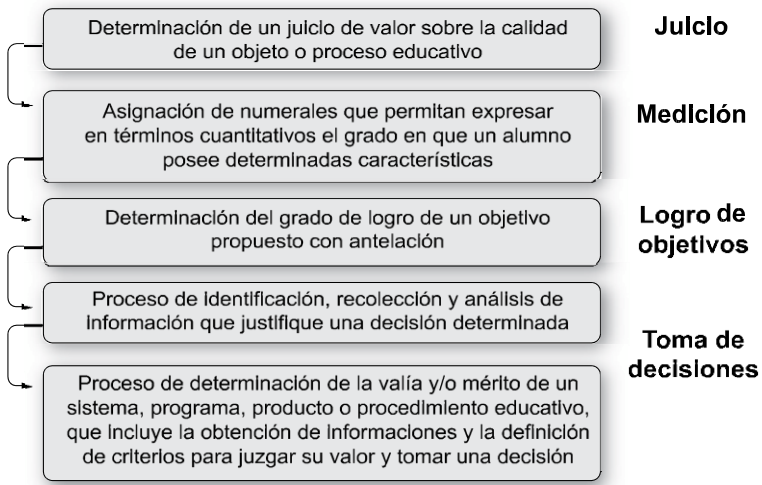 Determinación de un juicio de valor sobre la calidad
de un objeto o proceso educativo
Juicio
Asignación de numerales que permitan expresar
en términos cuantitativos el grado en que un alumno
posee determinadas características
Medición
Determinación del grado de logro de un objetivo
propuesto con antelación
Logro de
objetivos
Proceso de identificación, recolección y análisis de
información que justifique una decisión determinada
Toma de
decisiones
Proceso de determinación de la valía y/o mérito de un
sistema, programa, producto o procedimiento educativo,
que incluye la obtención de informaciones y la definición
de criterios para juzgar su valor y tomar una decisión